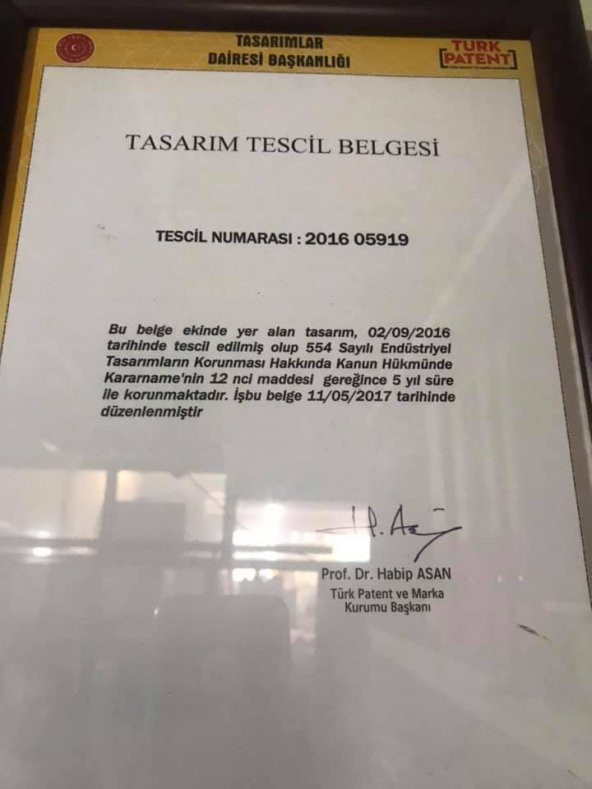 TASARIMLAR
DAİRESİ BAŞKANLIĞI
TÜRK
PATENT
TASARIM TESCİL BELGESİ
TESCİL NUMARASI : 2016 05919
Bu belge ekinde yer alan tasarım, 02/09/2016
tarihinde tescil edilmiş olup 554 Sayılı Endüstriyel
Tasarımların Korunması Hakkında Kanun Hükmünde
Kararname'nin 12 nci maddesi gereğince 5 yıl süre
ile korunmaktadır. İşbu belge 11/05/2017 tarihinde
düzenlenmiştir
Prof. Dr. Habip ASAN
Türk Patent ve Marka
Kurumu Başkanı